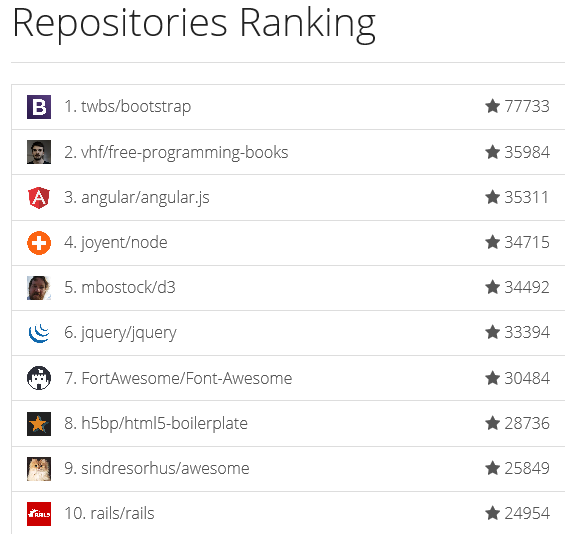 Repositories Ranking
B 1. twbs/bootstrap ★ 77733
2. vhf/free-programming-books ★ 35984
A 3. angular/angular.js ★ 35311
4. joyent/node ★ 34715
5. mbostock/d3 ★ 34492
6. jquery/jquery ★ 33394
7. FortAwesome/Font-Awesome ★ 30484
8. h5bp/html5-boilerplate ★ 28736
9. sindresorhus/awesome ★ 25849
RAILS 10. rails/rails ★ 24954